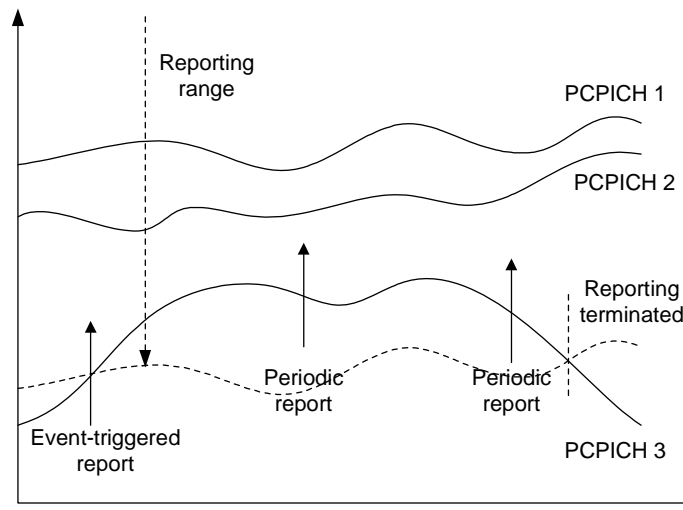 Reporting
range
PCPICH 1
PCPICH 2
Reporting
terminated
Periodic
report
Periodic
report
Event-triggered
report
PCPICH 3